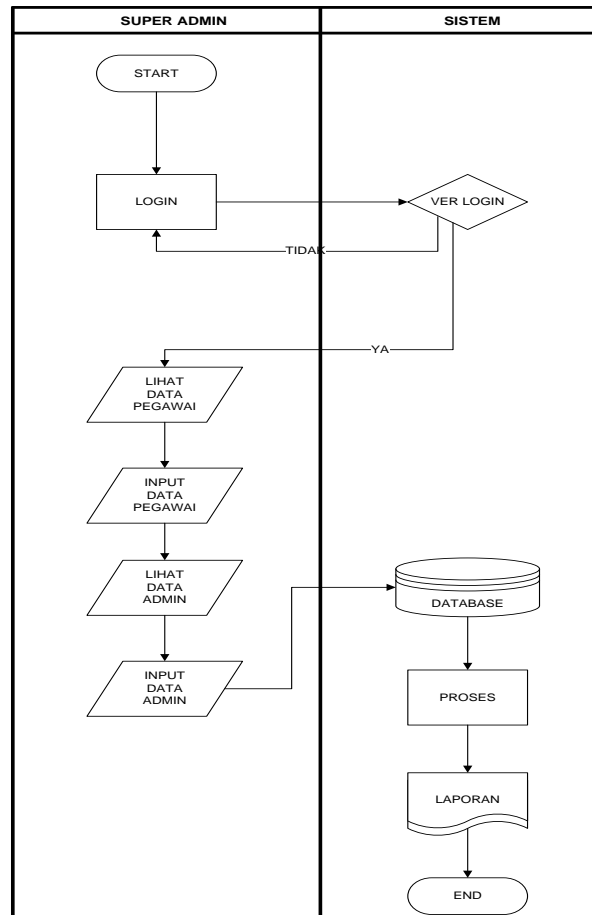 SUPER ADMIN
SISTEM
START
LOGIN
VER LOGIN
TIDAK
YA
LIHAT
DATA
PEGAWAI
INPUT
DATA
PEGAWAI
LIHAT
DATA
ADMIN
DATABASE
INPUT
DATA
ADMIN
PROSES
LAPORAN
END